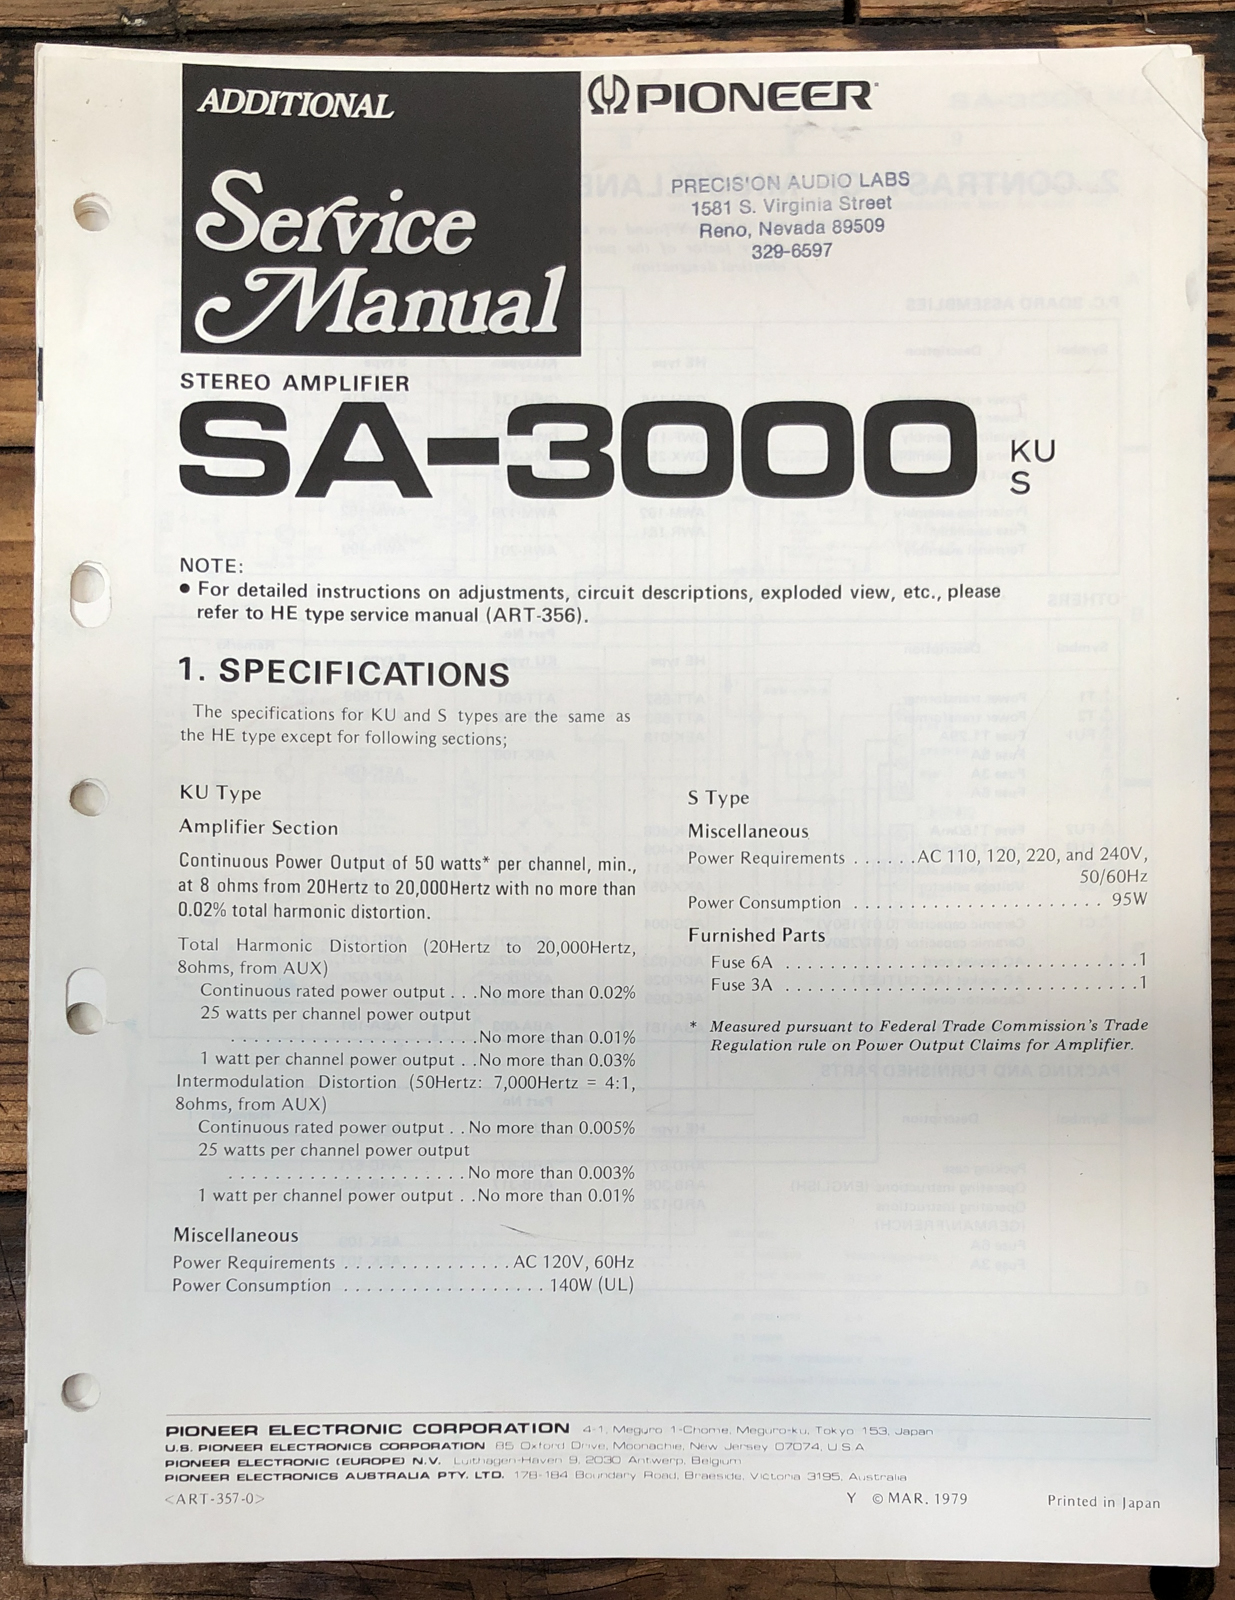 ADDITIONAL
Service
Manual
PIONEER
PRECISION AUDIO LABS
1581 S. Virginia Street
Reno, Nevada 89509
329-6597
STEREO AMPLIFIER
SA-3000 KU
S
NOTE:
● For detailed instructions on adjustments, circuit descriptions, exploded view, etc., please
refer to HE type service manual (ART-356).
1. SPECIFICATIONS
The specifications for KU and S types are the same as
the HE type except for following sections;
KU Type
Amplifier Section
Continuous Power Output of 50 watts* per channel, min.,
at 8 ohms from 20Hertz to 20,000Hertz with no more than
0.02% total harmonic distortion.
Total Harmonic Distortion (20Hertz to 20,000Hertz,
8ohms, from AUX)
Continuous rated power output . . .No more than 0.02%
25 watts per channel power output
. . . . . . . . . . . . . . . . . . . . . .No more than 0.01%
1 watt per channel power output . .No more than 0.03%
Intermodulation Distortion (50Hertz: 7,000Hertz = 4:1,
8ohms, from AUX)
Continuous rated power output . . No more than 0.005%
25 watts per channel power output
. . . . . . . . . . . . . . . . . . . . . No more than 0.003%
1 watt per channel power output . .No more than 0.01%
Miscellaneous
Power Requirements . . . . . . . . . . . . . . . AC 120V, 60Hz
Power Consumption . . . . . . . . . . . . . . . . . . 140W (UL)
S Type
Miscellaneous
Power Requirements . . . . . .AC 110, 120, 220, and 240V,
50/60Hz
Power Consumption . . . . . . . . . . . . . . . . . . . . . . 95W
Furnished Parts
Fuse 6A . . . . . . . . . . . . . . . . . . . . . . . . . . . . . . .1
Fuse 3A . . . . . . . . . . . . . . . . . . . . . . . . . . . . . . .1
* Measured pursuant to Federal Trade Commission's Trade
Regulation rule on Power Output Claims for Amplifier.
PIONEER ELECTRONIC CORPORATION 4-1, Meguro 1-Chome, Meguro-ku, Tokyo 153, Japan
U.S. PIONEER ELECTRONICS CORPORATION 85 Oxford Drive, Moonachie, New Jersey 07074, U.S.A.
PIONEER ELECTRONIC (EUROPE) N.V. Luithagen-Haven 9, 2030 Antwerp, Belgium
PIONEER ELECTRONICS AUSTRALIA PTY. LTD. 178-184 Boundary Road, Braeside, Victoria 3195, Australia
<ART-357-0> Y © MAR. 1979 Printed in Japan